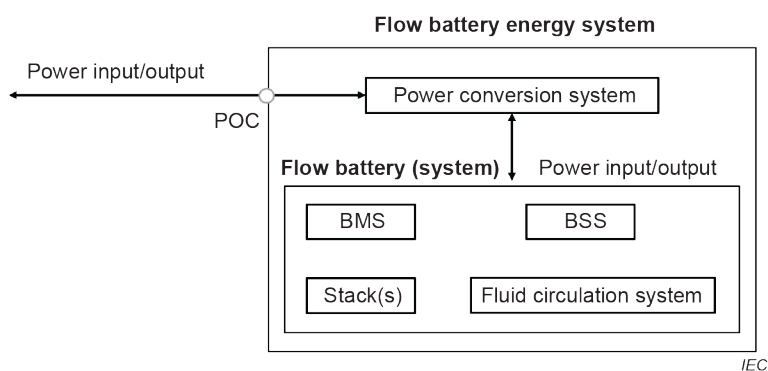 Flow battery energy system
Power input/output
Power conversion system
POC
Flow battery (system)
Power input/output
BMS
BSS
Stack(s)
Fluid circulation system
IEC